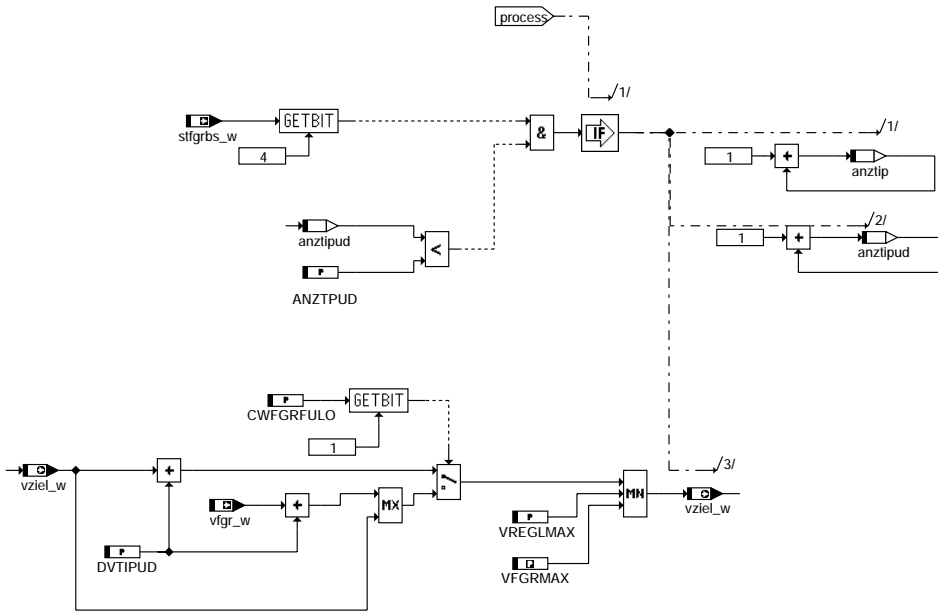 process
/1/
stfgrbs_w
GETBIT
4
&
IF
/1/
1
+
anztip
anztipud
<
ANZTPUD
P
/2/
1
+
anztipud
CWFGRFULO
P
GETBIT
1
/3/
vziel_w
+
vfgr_w
+
MX
DVTIPUD
P
MN
vziel_w
VREGLMAX
P
VFGRMAX